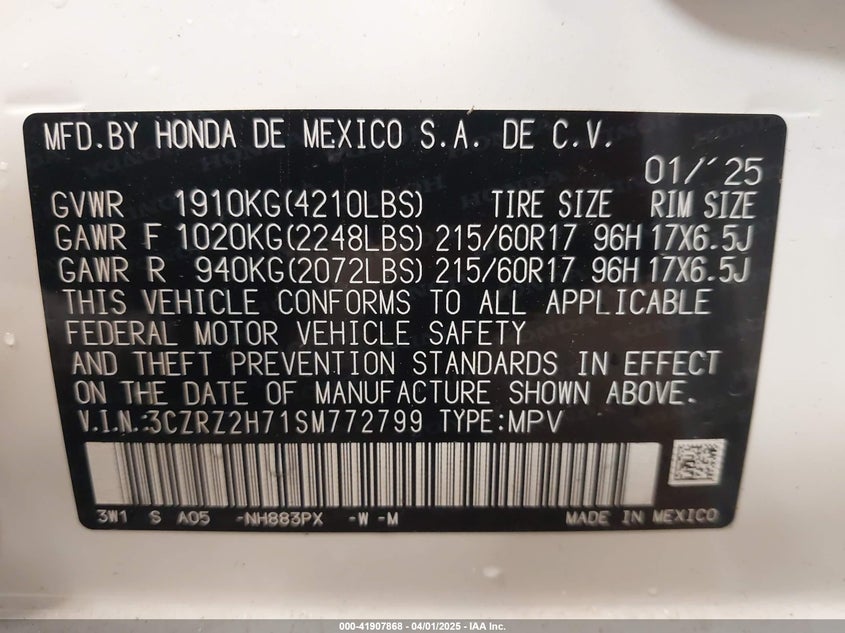 MFD.BY HONDA DE MEXICO S.A. DE C.V.
01/'25
GVWR 1910KG(4210LBS) TIRE SIZE RIM SIZE
GAWR F 1020KG(2248LBS) 215/60R17 96H 17X6.5J
GAWR R 940KG(2072LBS) 215/60R17 96H 17X6.5J
THIS VEHICLE CONFORMS TO ALL APPLICABLE
FEDERAL MOTOR VEHICLE SAFETY
AND THEFT PREVENTION STANDARDS IN EFFECT
ON THE DATE OF MANUFACTURE SHOWN ABOVE.
V.I.N.:3CZRZ2H71SM772799 TYPE:MPV
3W1 S A05 -NH883PX -W -M MADE IN MEXICO
000-41907868 - 04/01/2025 - IAA Inc.